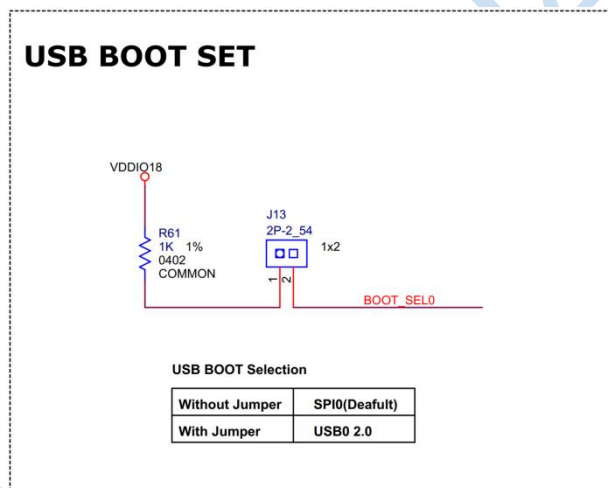 USB BOOT SET
VDDIO18
R61
1K 1%
0402
COMMON
J13
2P-2_54
1x2
1
2
BOOT_SEL0
USB BOOT Selection
Without Jumper SPI0(Deafult)
With Jumper USB0 2.0